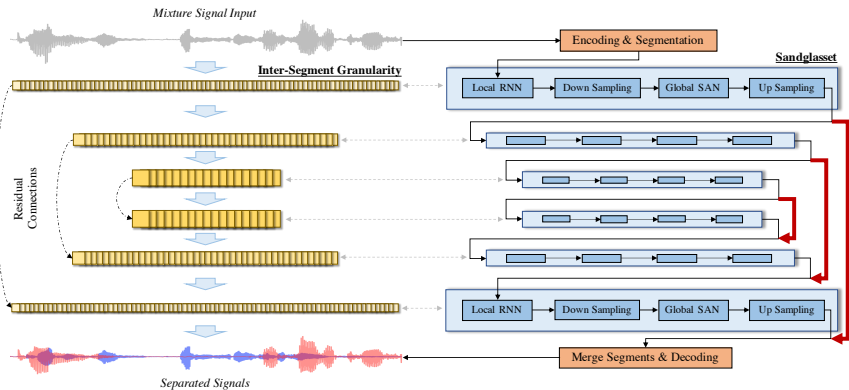 Mixture Signal Input
Encoding & Segmentation
Inter-Segment Granularity
Sandglasset
Local RNN
Down Sampling
Global SAN
Up Sampling
Residual
Connections
Local RNN
Down Sampling
Global SAN
Up Sampling
Merge Segments & Decoding
Separated Signals